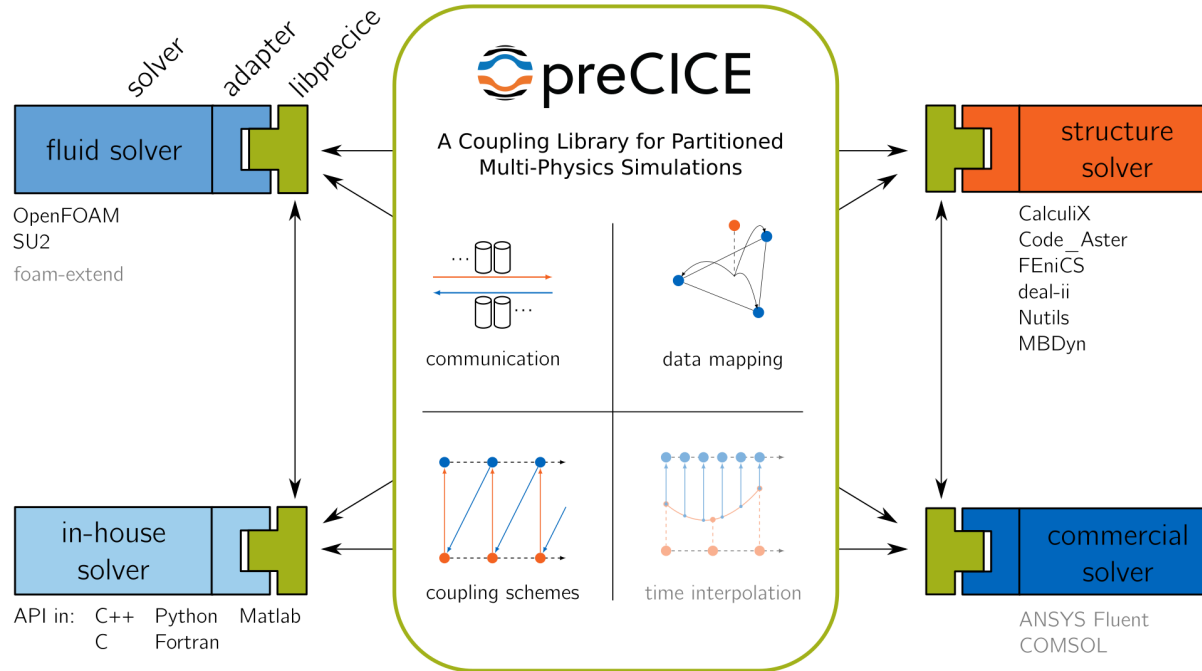 solver
adapter
libprecice
fluid solver
OpenFOAM
SU2
foam-extend
preCICE
A Coupling Library for Partitioned
Multi-Physics Simulations
...
...
communication
data mapping
coupling schemes
time interpolation
structure
solver
CalculiX
Code_Aster
FEniCS
deal-ii
Nutils
MBDyn
in-house
solver
API in: C++ Python Matlab
C Fortran
commercial
solver
ANSYS Fluent
COMSOL